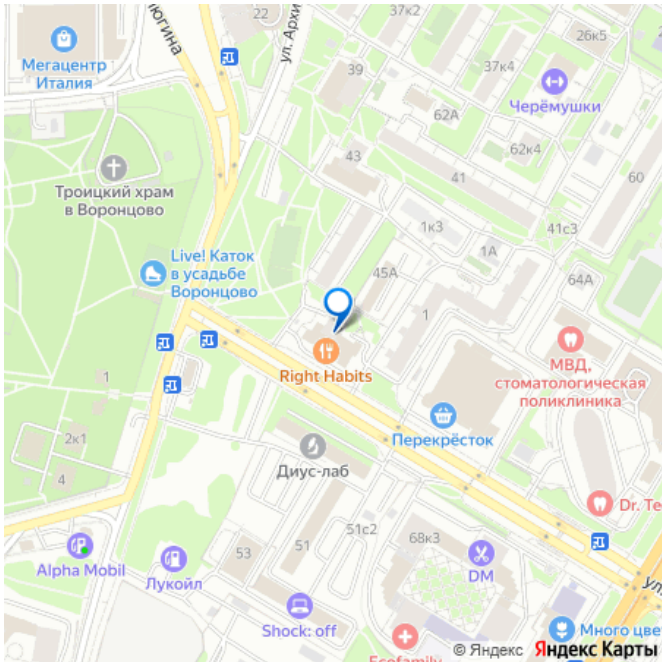 22
37к2
26к5
Мегацентр
Италия
ул. Архи
39
37к4
Черёмушки
62А
62к4
43
41
60
Троицкий храм
в Воронцово
1к3
41с3
1А
Live! Каток
в усадьбе
Воронцово
45А
64А
1
МВД,
стоматологическая
поликлиника
Right Habits
1
Перекрёсток
2к1
4
Диус-лаб
Dr. Te
51с2
68к3
53
51
Alpha Mobil
Лукойл
DM
ул.
Shock: off
Много цве
Ecofamily
© Яндекс Яндекс Карты